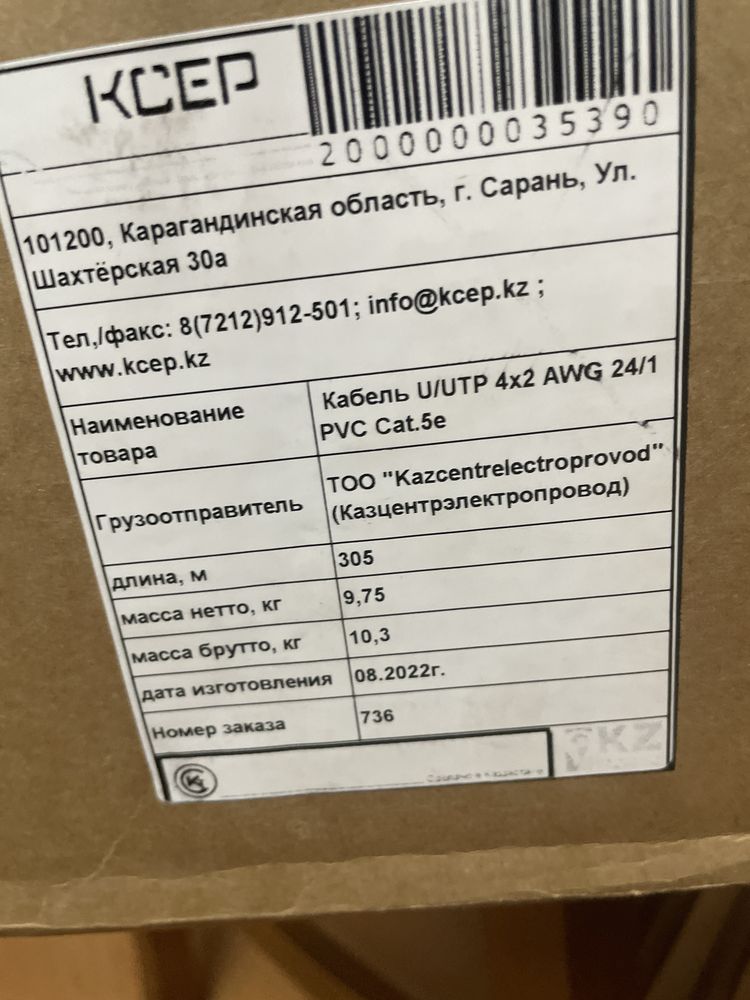 KCEP
2000000035390
101200, Карагандинская область, г. Сарань, Ул.
Шахтёрская 30а
Тел,/факс: 8(7212)912-501; info@kcep.kz ;
www.kcep.kz
Наименование товара
Кабель U/UTP 4x2 AWG 24/1
PVC Cat.5e
Грузоотправитель
ТОО "Kazcentrelectroprovod"
(Казцентрэлектропровод)
длина, м 305
масса нетто, кг 9,75
масса брутто, кг 10,3
дата изготовления 08.2022г.
Номер заказа 736
KZ